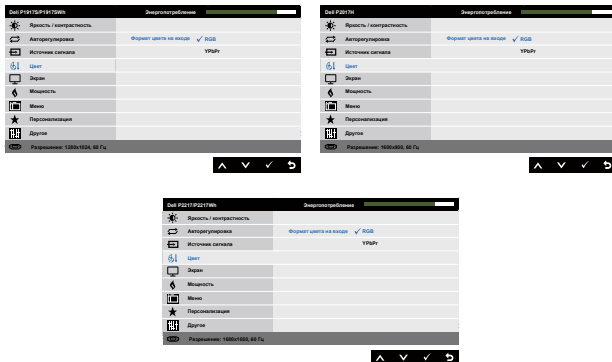 Dell P1917S/P1917SWh Энергопотребление
Яркость / контрастность
Авторегулировка Формат цвета на входе ✓ RGB
Источник сигнала YPbPr
Цвет
Экран
Мощность
Меню
Персонализация
Другое
Разрешение: 1280x1024, 60 Гц
Dell P2017H Энергопотребление
Яркость / контрастность
Авторегулировка Формат цвета на входе ✓ RGB
Источник сигнала YPbPr
Цвет
Экран
Мощность
Меню
Персонализация
Другое
Разрешение: 1600x900, 60 Гц
Dell P2217/P2217Wh Энергопотребление
Яркость / контрастность
Авторегулировка Формат цвета на входе ✓ RGB
Источник сигнала YPbPr
Цвет
Экран
Мощность
Меню
Персонализация
Другое
Разрешение: 1680x1050, 60 Гц